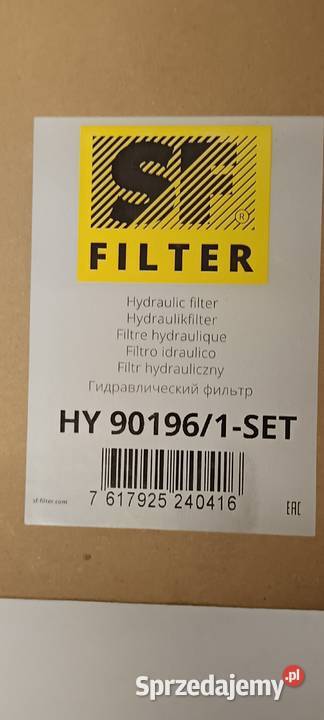 SF
®
FILTER
Hydraulic filter
Hydraulikfilter
Filtre hydraulique
Filtro idraulico
Filtr hydrauliczny
Гидравлический фильтр
HY 90196/1-SET
7 617925 240416
sf-filter.com
EAC
Sprzedajemy.pl